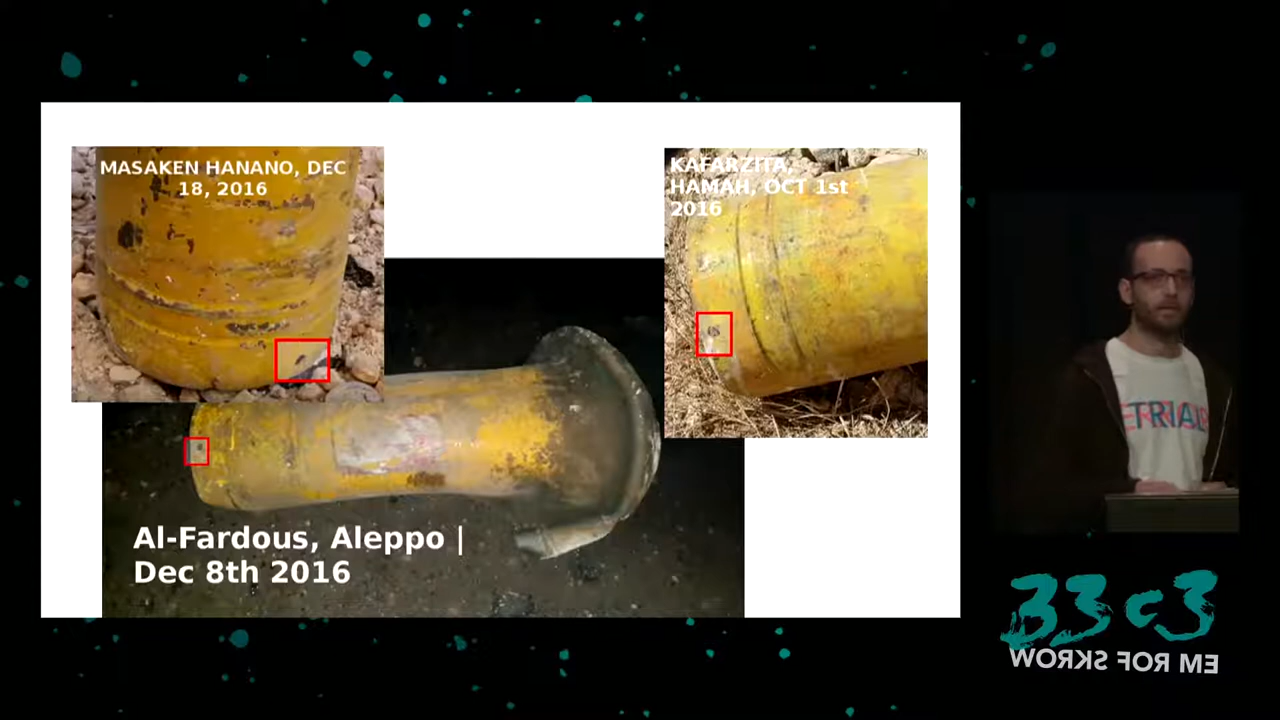 MASAKEN HANANO, DEC
18, 2016
KAFARZITA,
HAMAH, OCT 1st
2016
Al-Fardous, Aleppo |
Dec 8th 2016
TRIAL
33c3
WORKS FOR ME